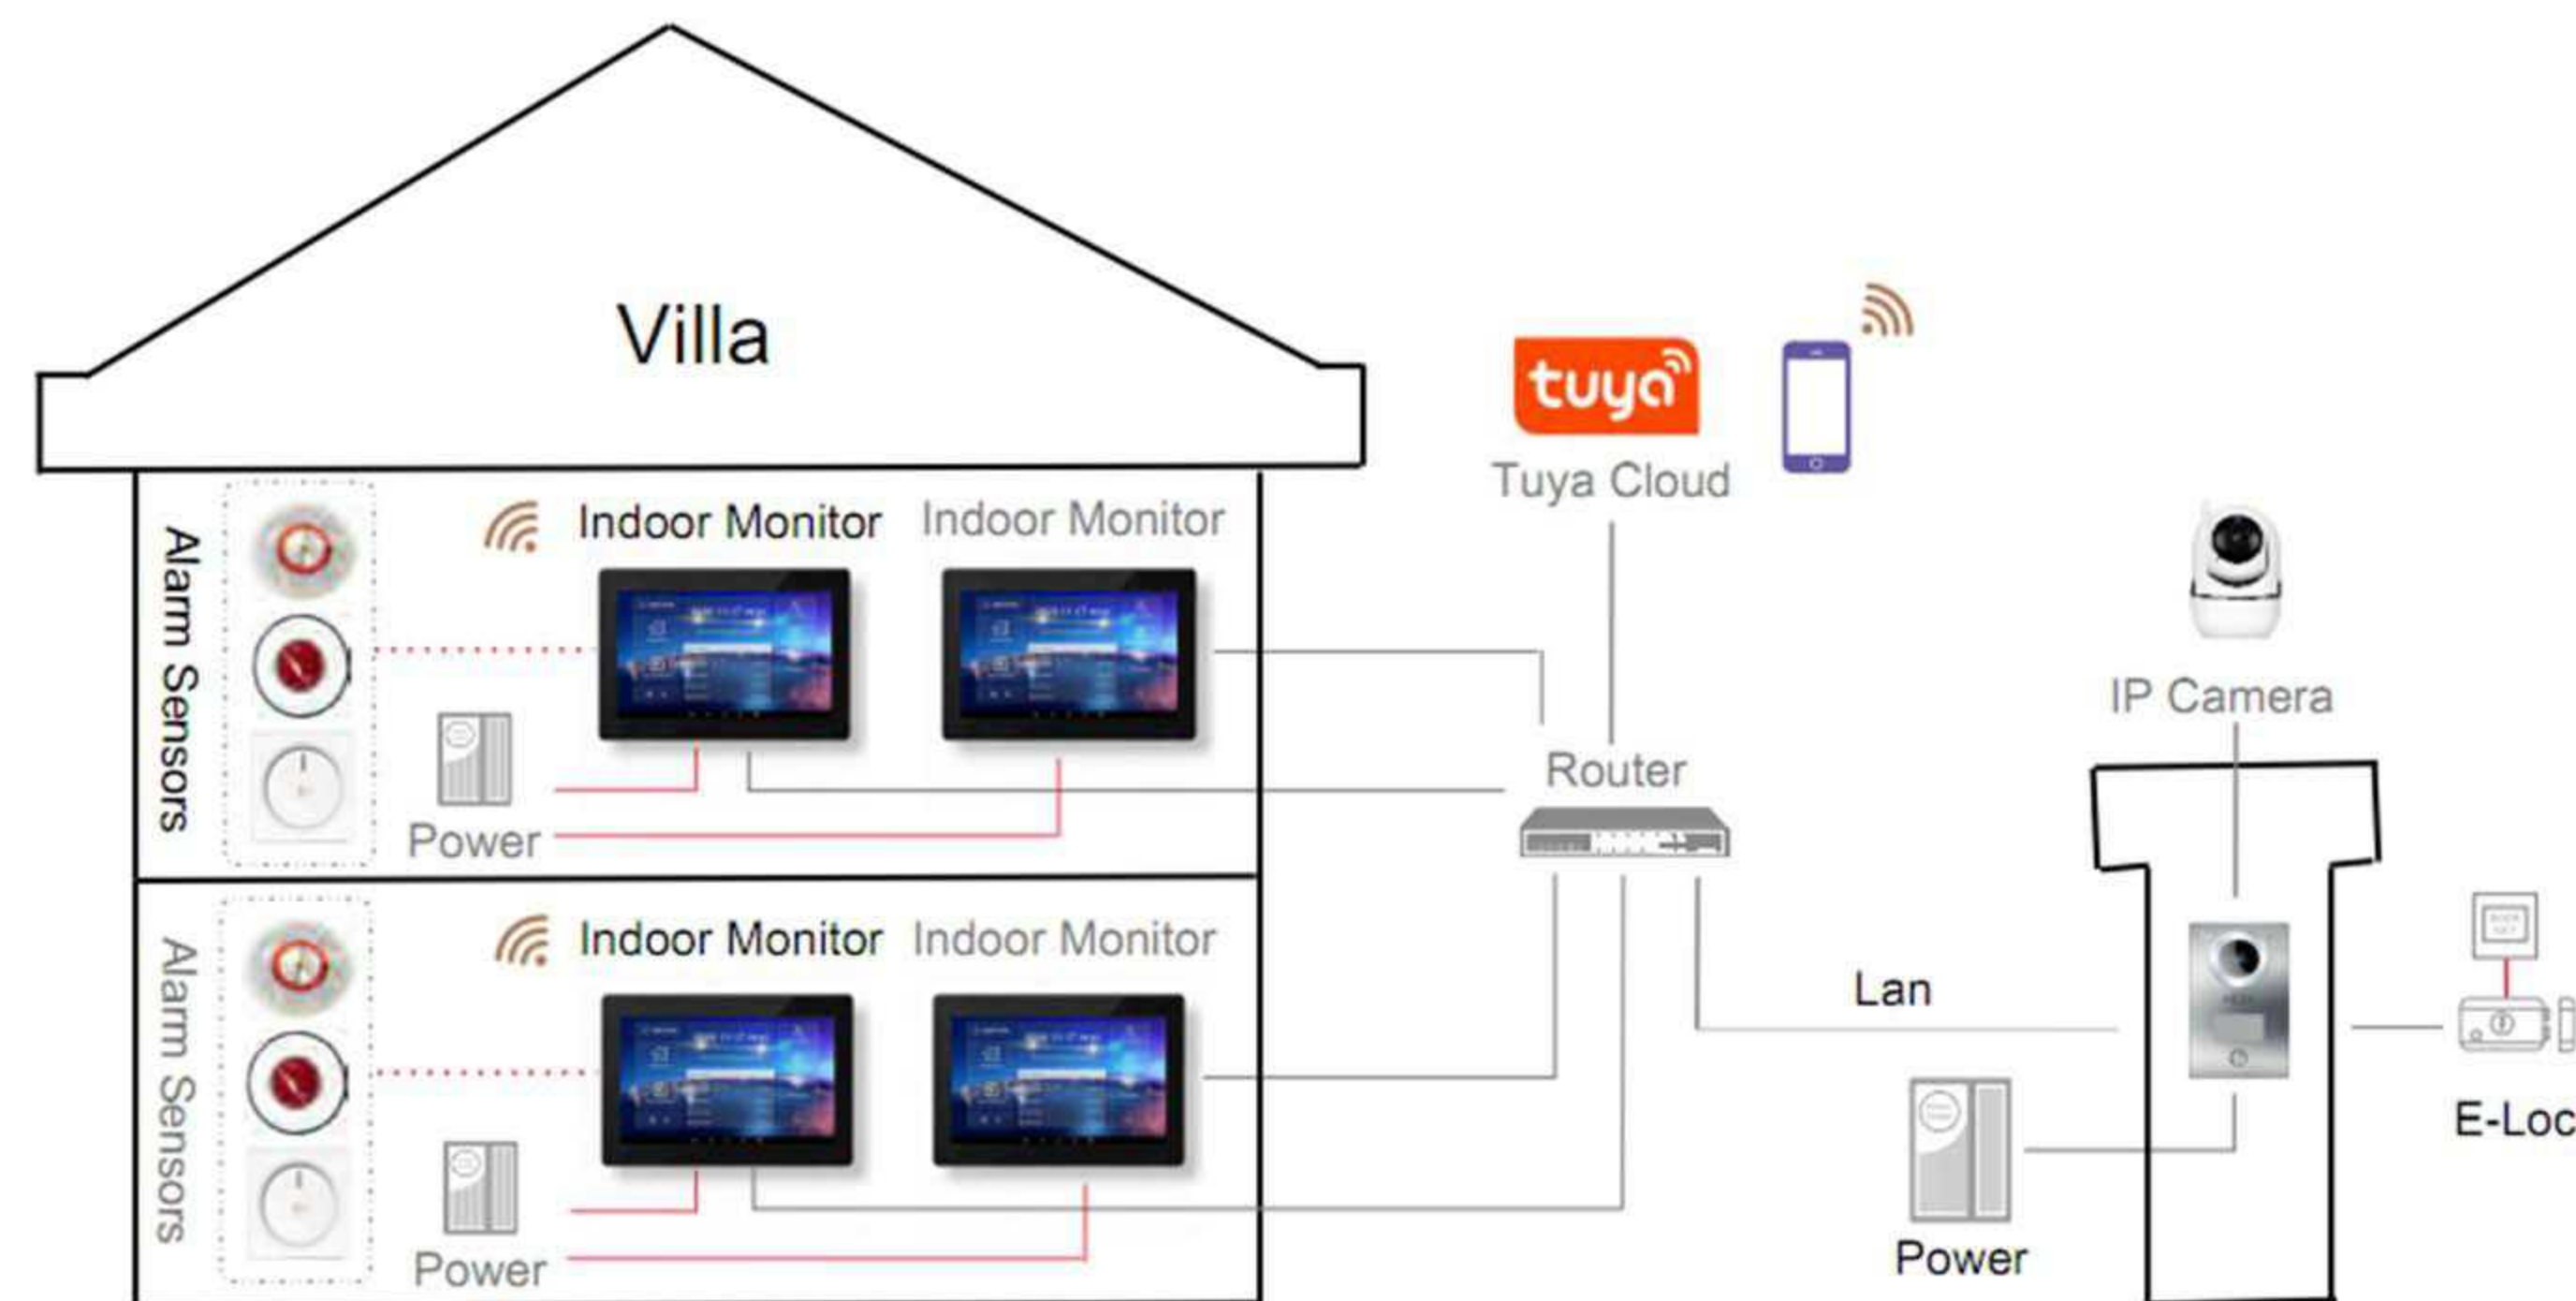 Villa
tuya
Tuya Cloud
Alarm Sensors
Indoor Monitor
Indoor Monitor
Power
Router
IP Camera
Alarm Sensors
Indoor Monitor
Indoor Monitor
Power
Lan
Power
E-Loc